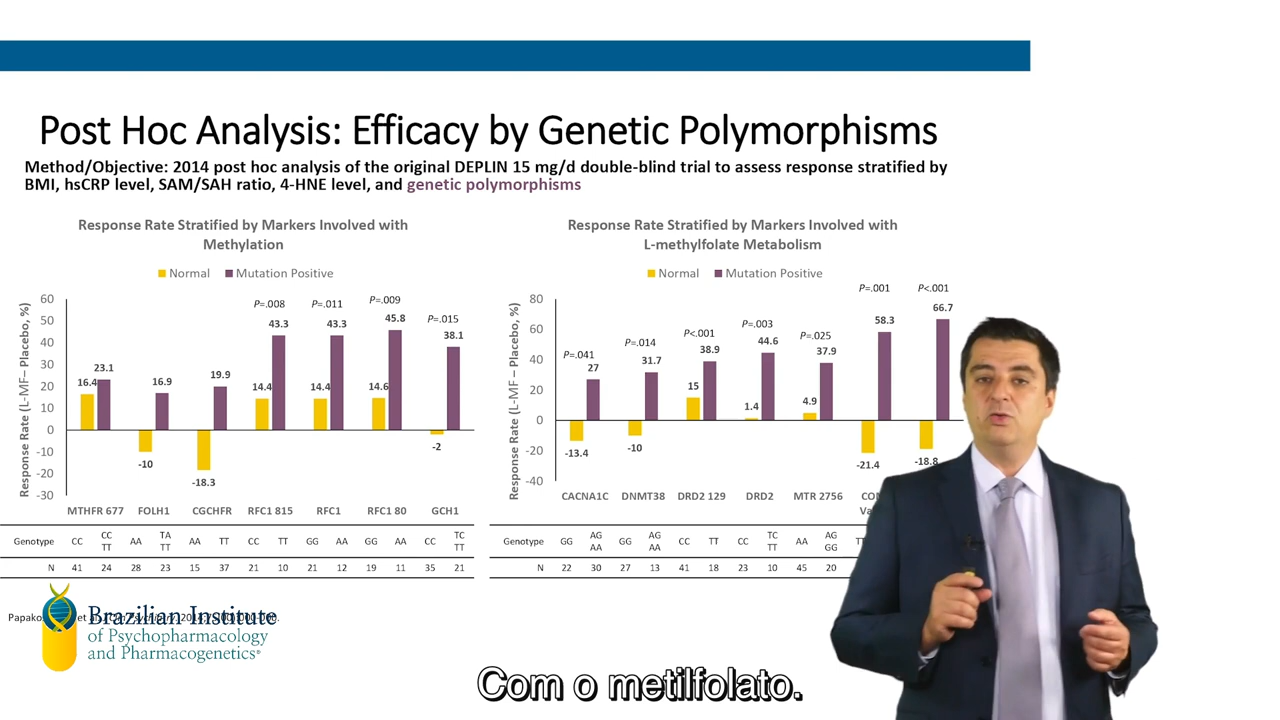 Post Hoc Analysis: Efficacy by Genetic Polymorphisms
Method/Objective: 2014 post hoc analysis of the original DEPLIN 15 mg/d double-blind trial to assess response stratified by
BMI, hsCRP level, SAM/SAH ratio, 4-HNE level, and genetic polymorphisms
Response Rate Stratified by Markers Involved with
Methylation
Normal Mutation Positive
Response Rate (L-MF – Placebo, %)
60
50
40
30
20
10
0
-10
-20
-30
P=.008 P=.011 P=.009 P=.015
16.4 23.1 -10 16.9 -18.3 19.9 14.4 43.3 14.4 43.3 14.6 45.8 -2 38.1
MTHFR 677 FOLH1 CGCHFR RFC1 815 RFC1 RFC1 80 GCH1
Genotype CC CC TT AA TA TT AA TT CC TT GG AA GG AA CC TC TT
N 41 24 28 23 15 37 21 10 21 12 19 11 35 21
Response Rate Stratified by Markers Involved with
L-methylfolate Metabolism
Normal Mutation Positive
Response Rate (L-MF – Placebo, %)
80
60
40
20
0
-20
-40
P=.041 P=.014 P<.001 P=.003 P=.025 P=.001 P<.001
-13.4 27 -10 31.7 15 38.9 1.4 44.6 4.9 37.9 -21.4 58.3 -18.8 66.7
CACNA1C DNMT38 DRD2 129 DRD2 MTR 2756
Genotype GG AG AA GG AG AA CC TT CC TC TT AA AG GG
N 22 30 27 13 41 18 23 10 45 20
Brazilian Institute
of Psychopharmacology
and Pharmacogenetics®
Com o metilfolato.